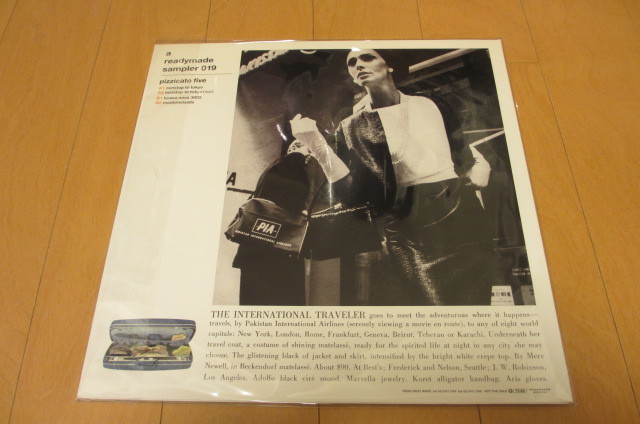 a
readymade
sampler 019
pizzicato five
PIA
PAKISTAN INTERNATIONAL AIRLINES
THE INTERNATIONAL TRAVELER goes to meet the adventurous where it happens—
travels, by Pakistan International Airlines (serenely viewing a movie en route), to any of eight world
capitals: New York, London, Rome, Frankfurt, Geneva, Beirut, Teheran or Karachi. Underneath her
travel coat, a costume of shining matelassé, ready for the spirited life at night in any city she may
choose. The glistening black of jacket and skirt, intensified by the bright white crepe top. By Mere
Newell, in Beckendorf matelassé. About $90. At Best's; Frederick and Nelson, Seattle; J. W. Robinson,
Los Angeles. Adolfo black ciré snood. Marvella jewelry. Koret alligator handbag. Aris gloves.